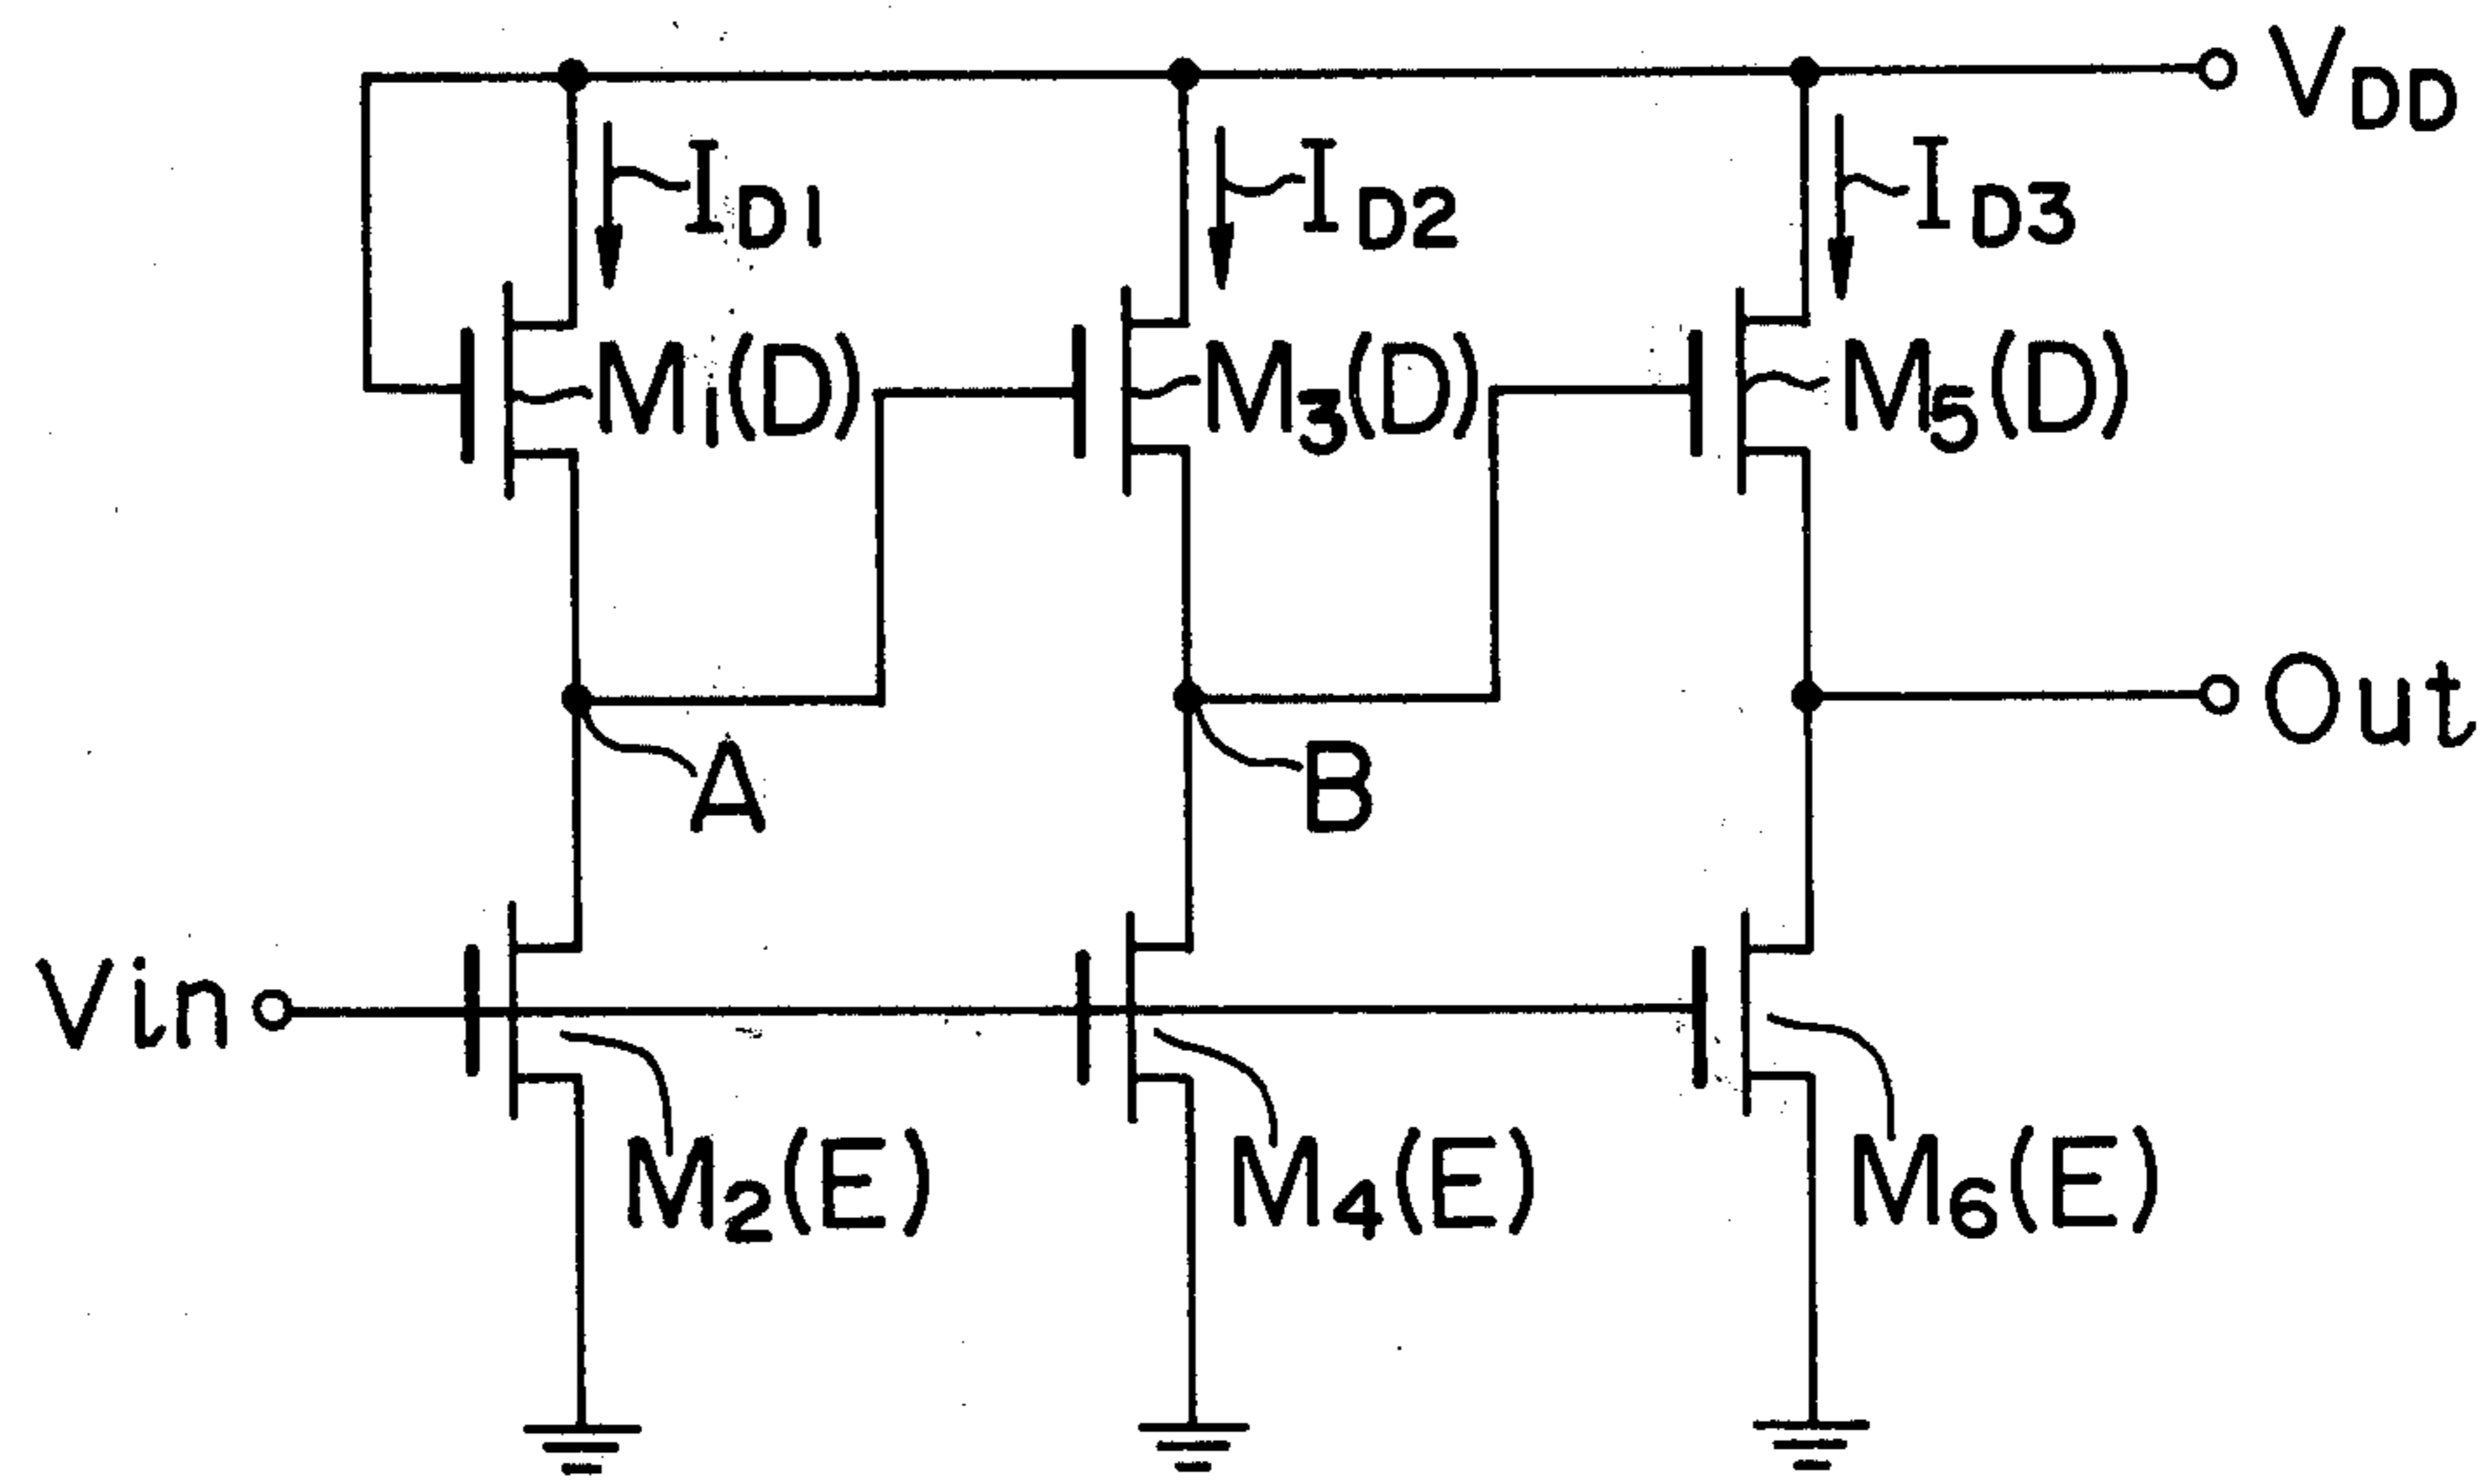 VDD
ID1
ID2
ID3
M1(D)
M3(D)
M5(D)
Out
A
B
Vin
M2(E)
M4(E)
M6(E)